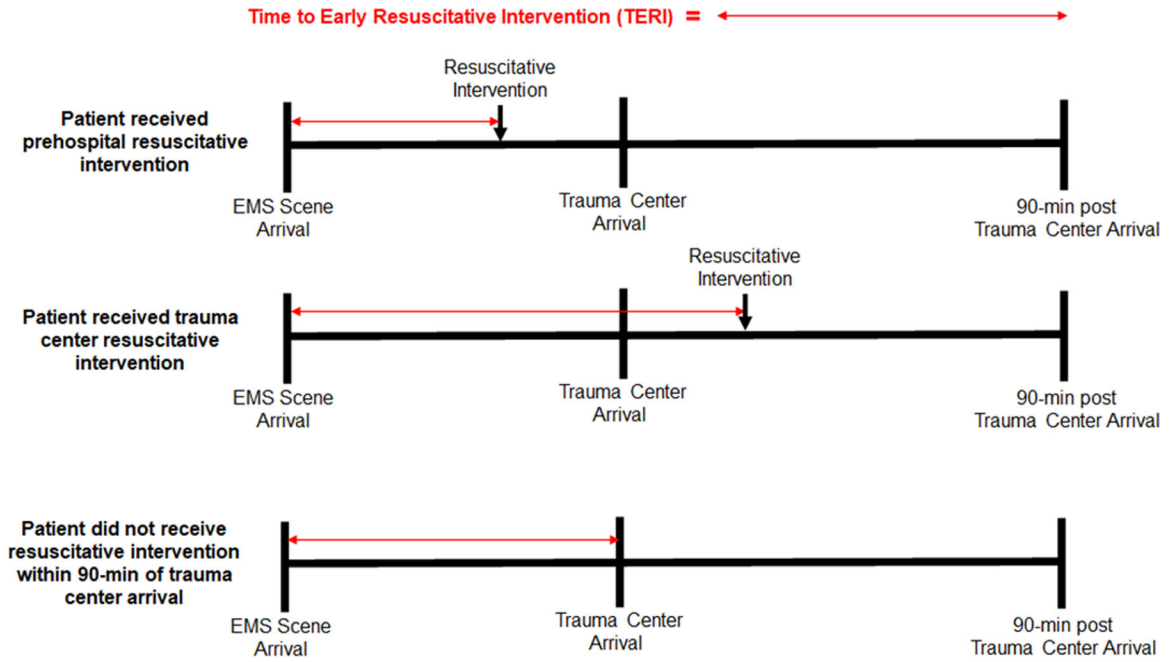 Time to Early Resuscitative Intervention (TERI) =
Resuscitative
Intervention
Patient received
prehospital resuscitative
intervention
EMS Scene
Arrival
Trauma Center
Arrival
90-min post
Trauma Center Arrival
Resuscitative
Intervention
Patient received trauma
center resuscitative
intervention
EMS Scene
Arrival
Trauma Center
Arrival
90-min post
Trauma Center Arrival
Patient did not receive
resuscitative intervention
within 90-min of trauma
center arrival
EMS Scene
Arrival
Trauma Center
Arrival
90-min post
Trauma Center Arrival